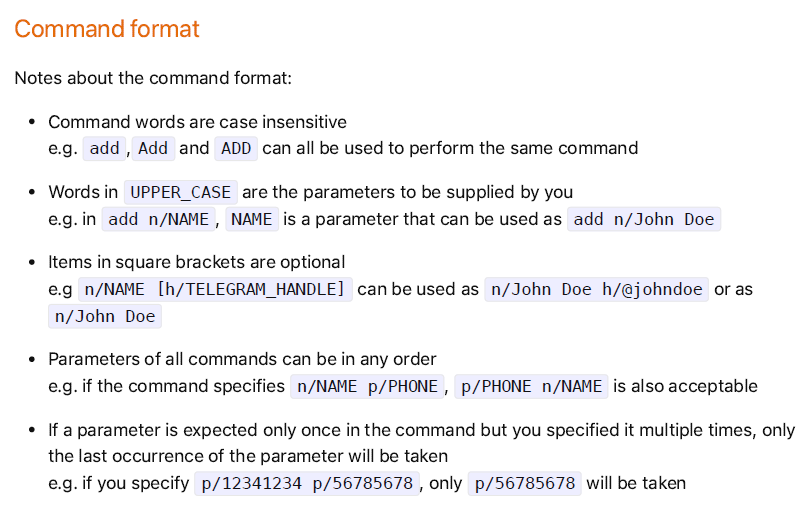 Command format
Notes about the command format:
• Command words are case insensitive
e.g. add, Add and ADD can all be used to perform the same command
• Words in UPPER_CASE are the parameters to be supplied by you
e.g. in add n/NAME, NAME is a parameter that can be used as add n/John Doe
• Items in square brackets are optional
e.g n/NAME [h/TELEGRAM_HANDLE] can be used as n/John Doe h/@johndoe or as
n/John Doe
• Parameters of all commands can be in any order
e.g. if the command specifies n/NAME p/PHONE, p/PHONE n/NAME is also acceptable
• If a parameter is expected only once in the command but you specified it multiple times, only
the last occurrence of the parameter will be taken
e.g. if you specify p/12341234 p/56785678, only p/56785678 will be taken